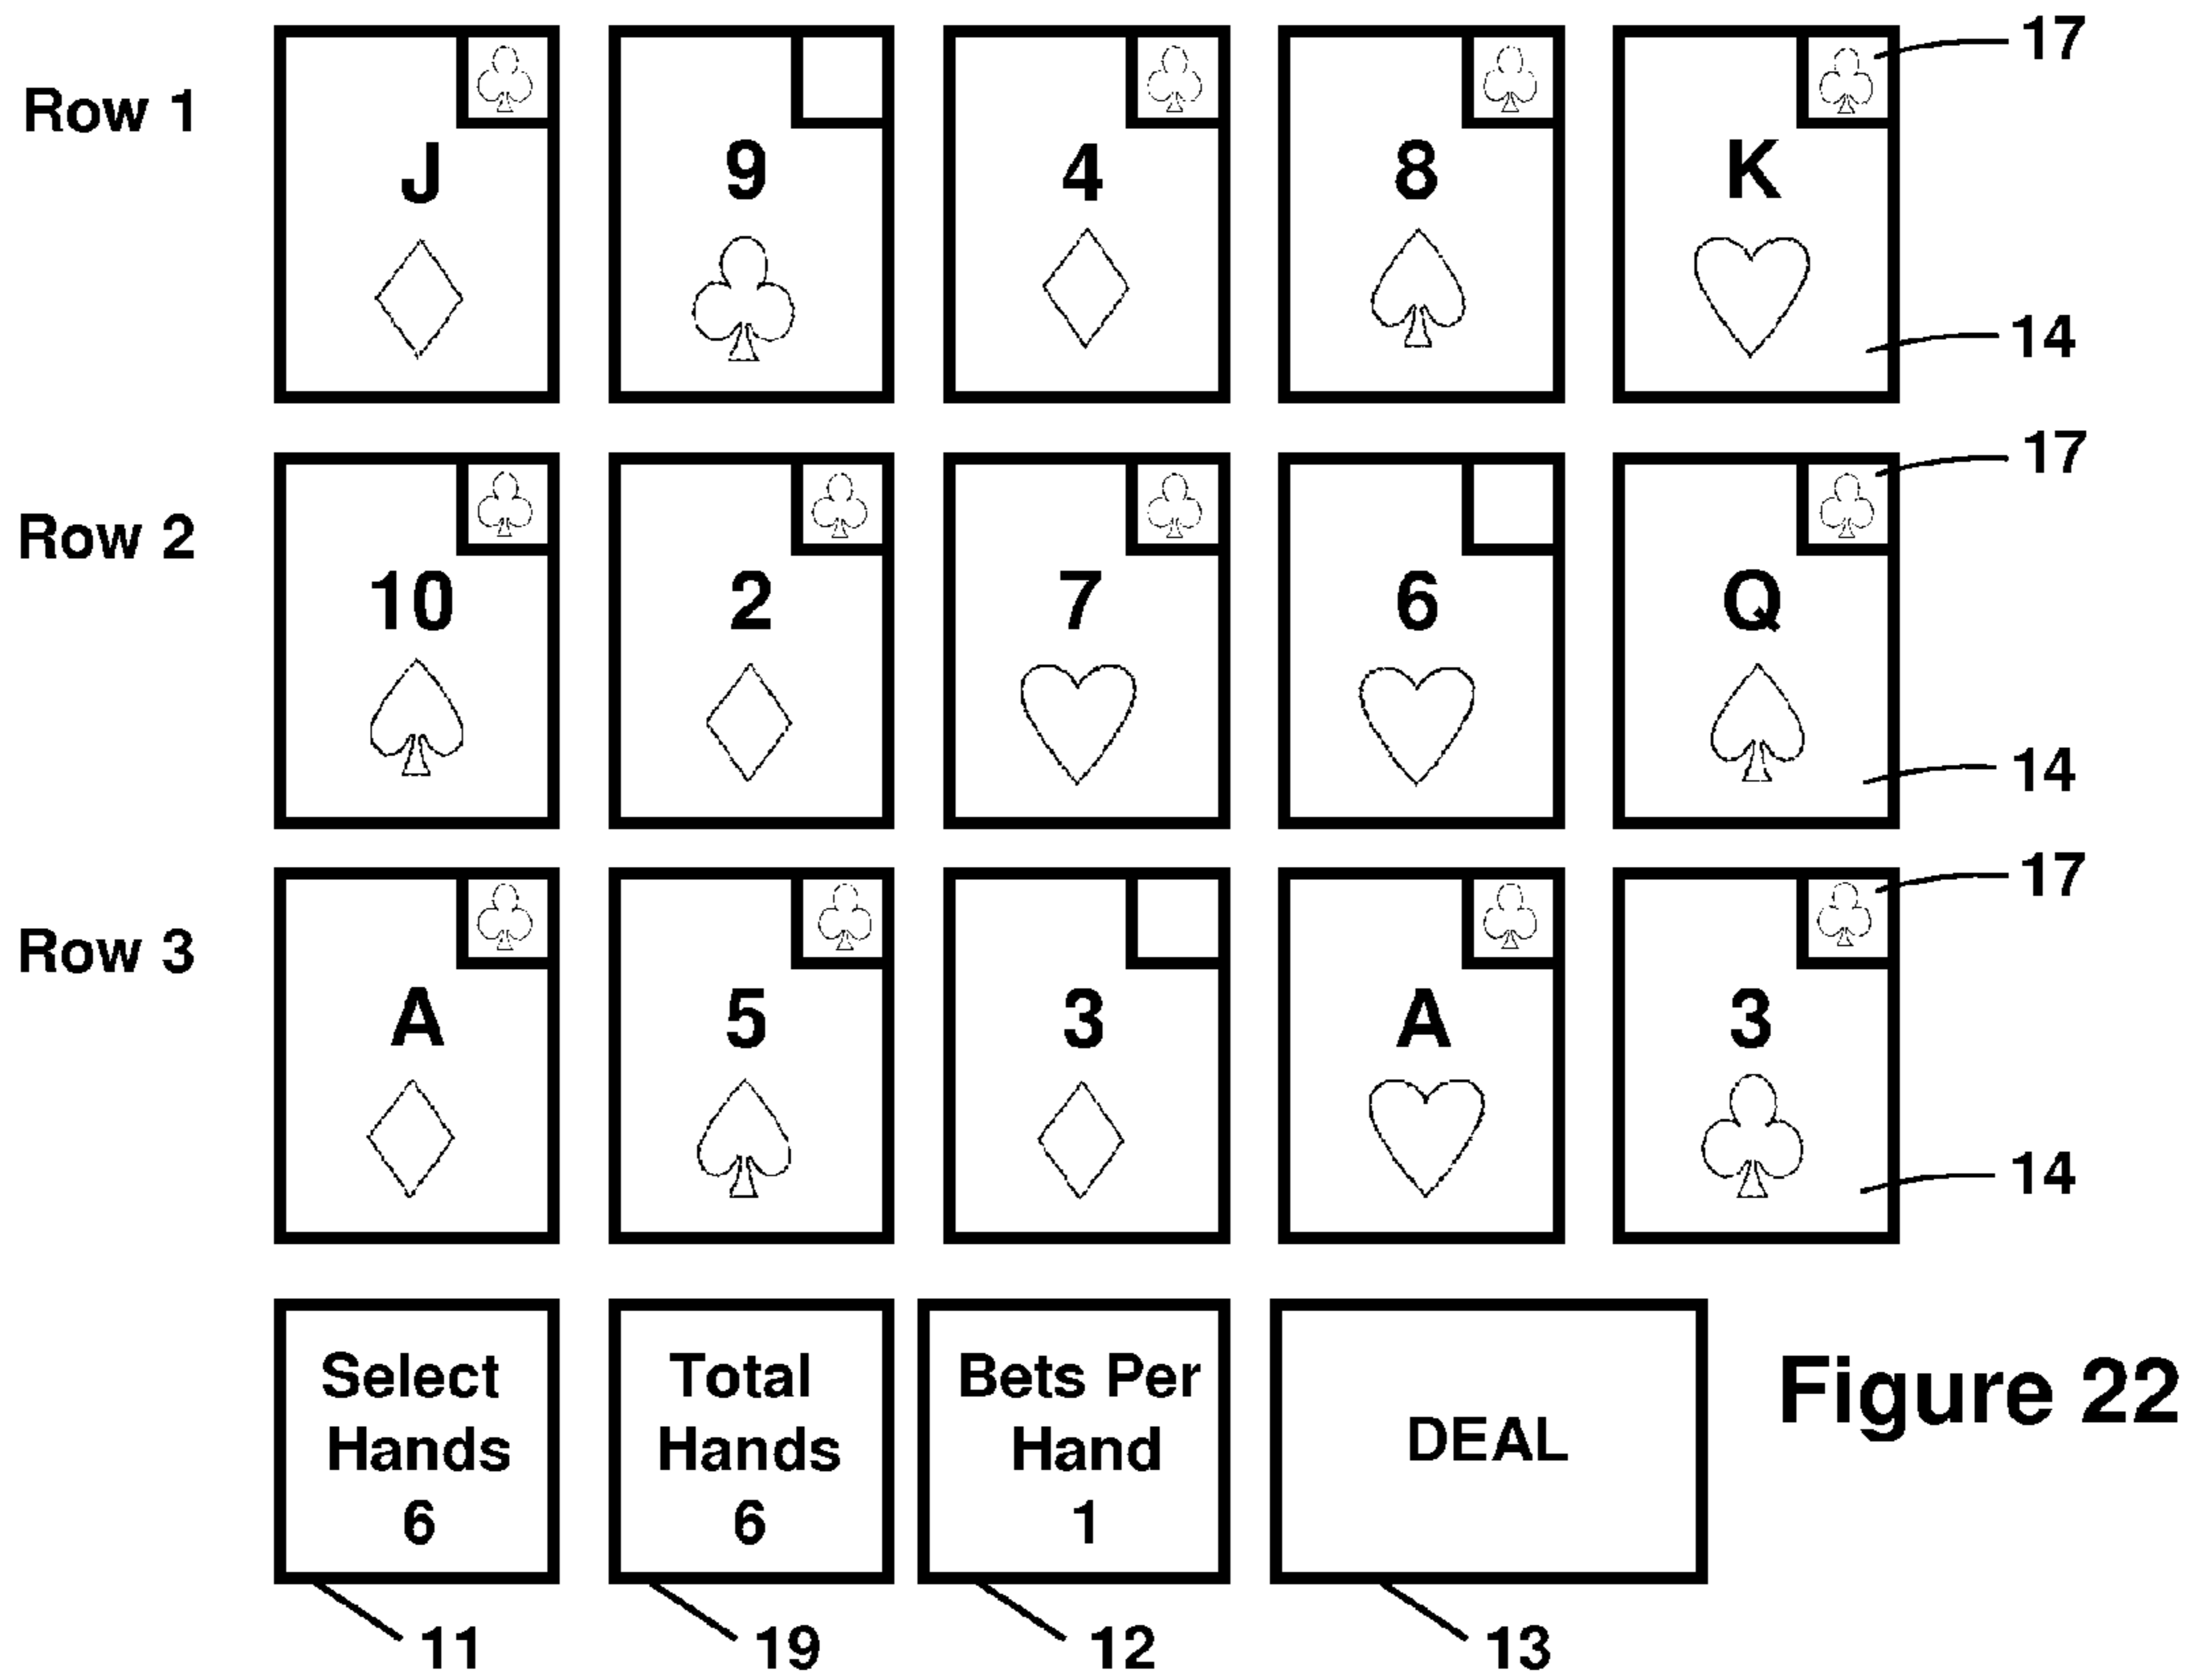 17
Row 1
J 9 4 8 K
14
17
Row 2
10 2 7 6 Q
14
17
Row 3
A 5 3 A 3
14
Select Hands 6
Total Hands 6
Bets Per Hand 1
DEAL
Figure 22
11 19 12 13